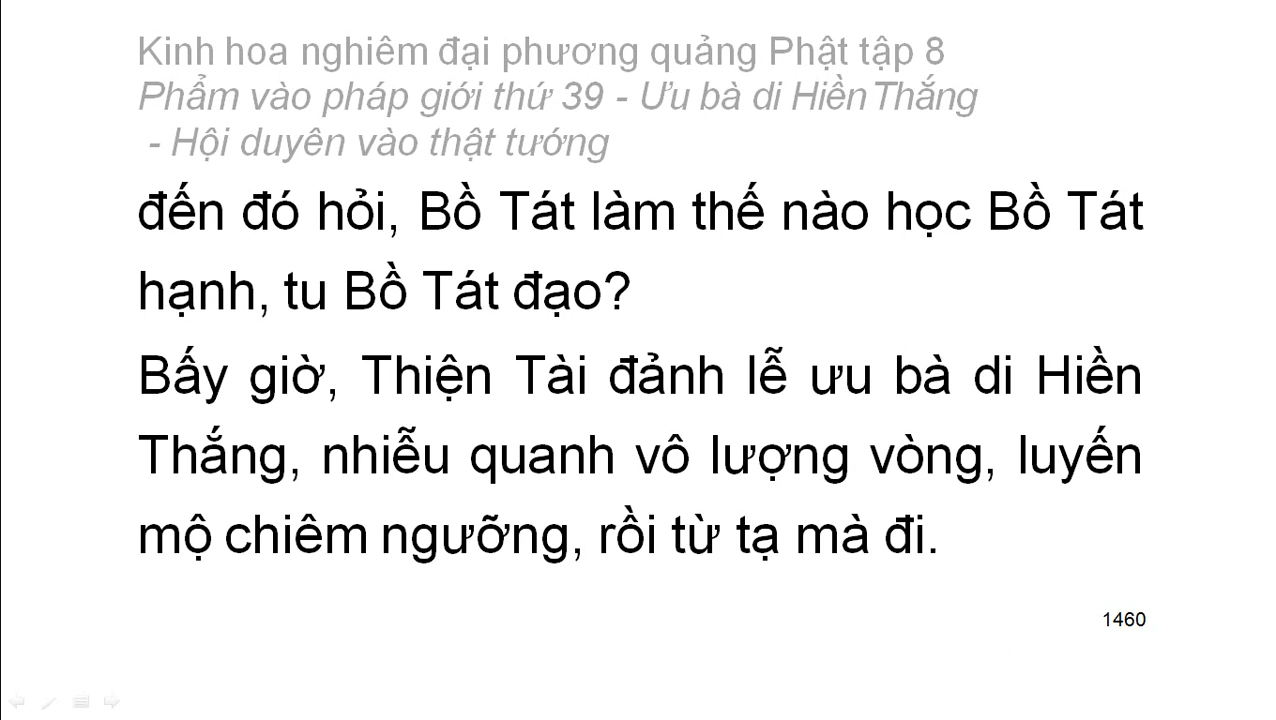 Kinh hoa nghiêm đại phương quảng Phật tập 8
Phẩm vào pháp giới thứ 39 - Ưu bà di Hiền Thắng
- Hội duyên vào thật tướng
đến đó hỏi, Bồ Tát làm thế nào học Bồ Tát
hạnh, tu Bồ Tát đạo?
Bấy giờ, Thiện Tài đảnh lễ ưu bà di Hiền
Thắng, nhiễu quanh vô lượng vòng, luyến
mộ chiêm ngưỡng, rồi từ tạ mà đi.
1460